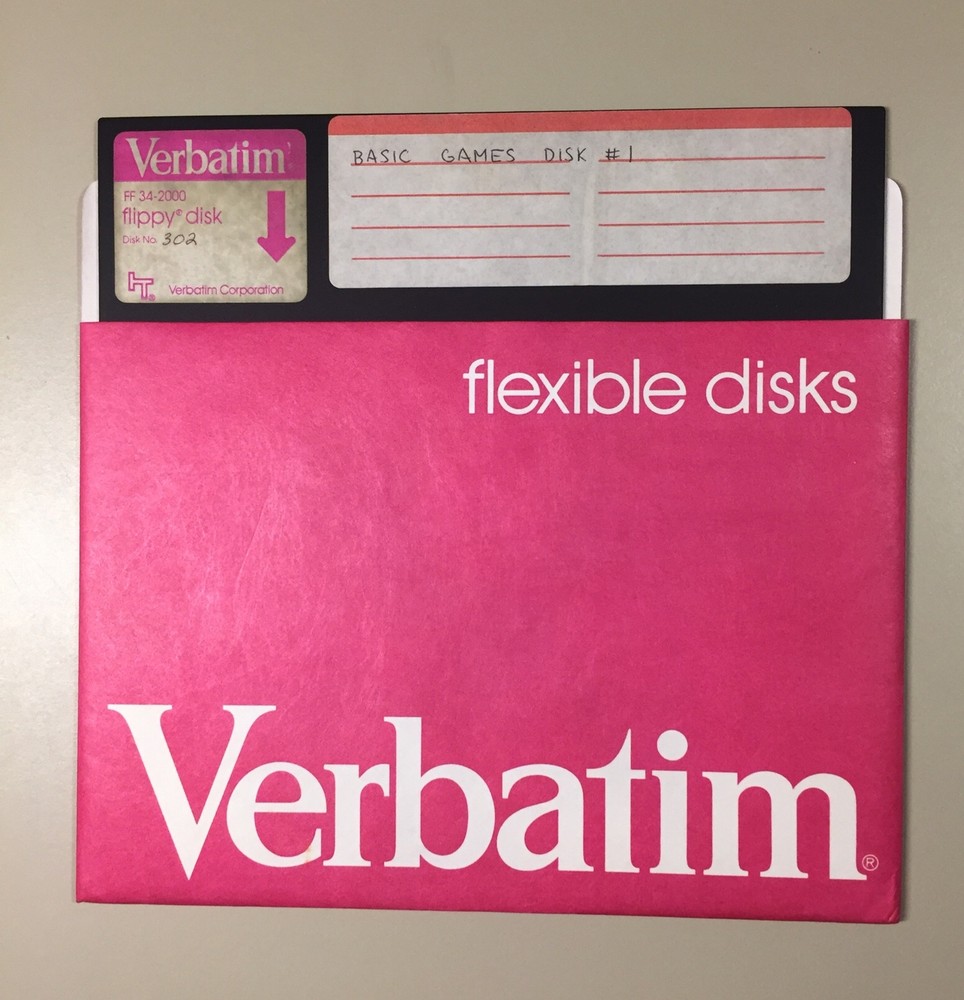 Verbatim
FF 34-2000
flippy® disk
Disk No. 302
Verbatim Corporation
BASIC GAMES DISK #1
flexible disks
Verbatim®